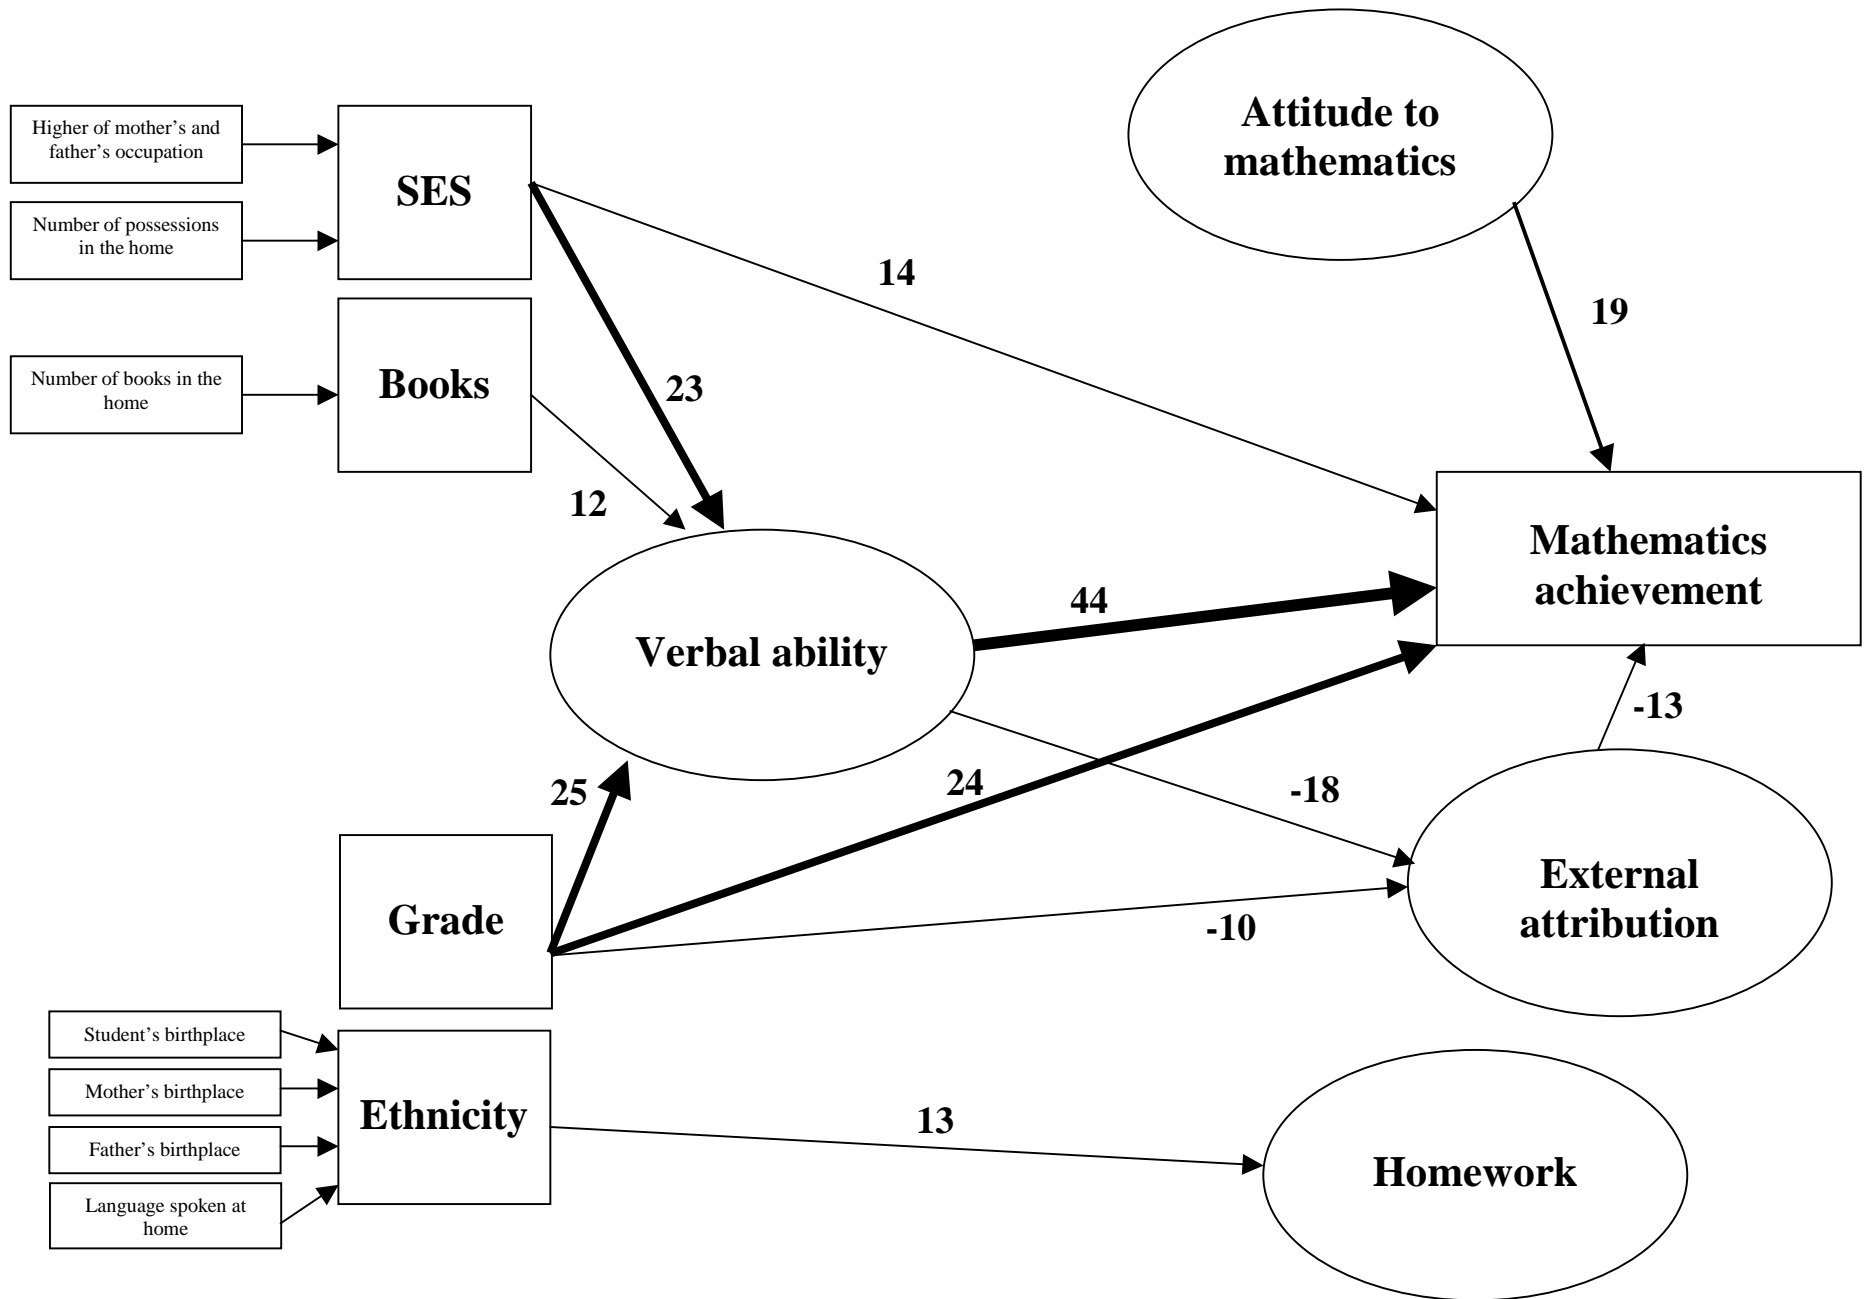 Higher of mother’s and
father’s occupation
Number of possessions
in the home
SES
Number of books in the
home
Books
Attitude to
mathematics
14
19
23
12
Mathematics
achievement
44
Verbal ability
-13
25
24
-18
Grade
-10
External
attribution
Student’s birthplace
Mother’s birthplace
Father’s birthplace
Language spoken at
home
Ethnicity
13
Homework